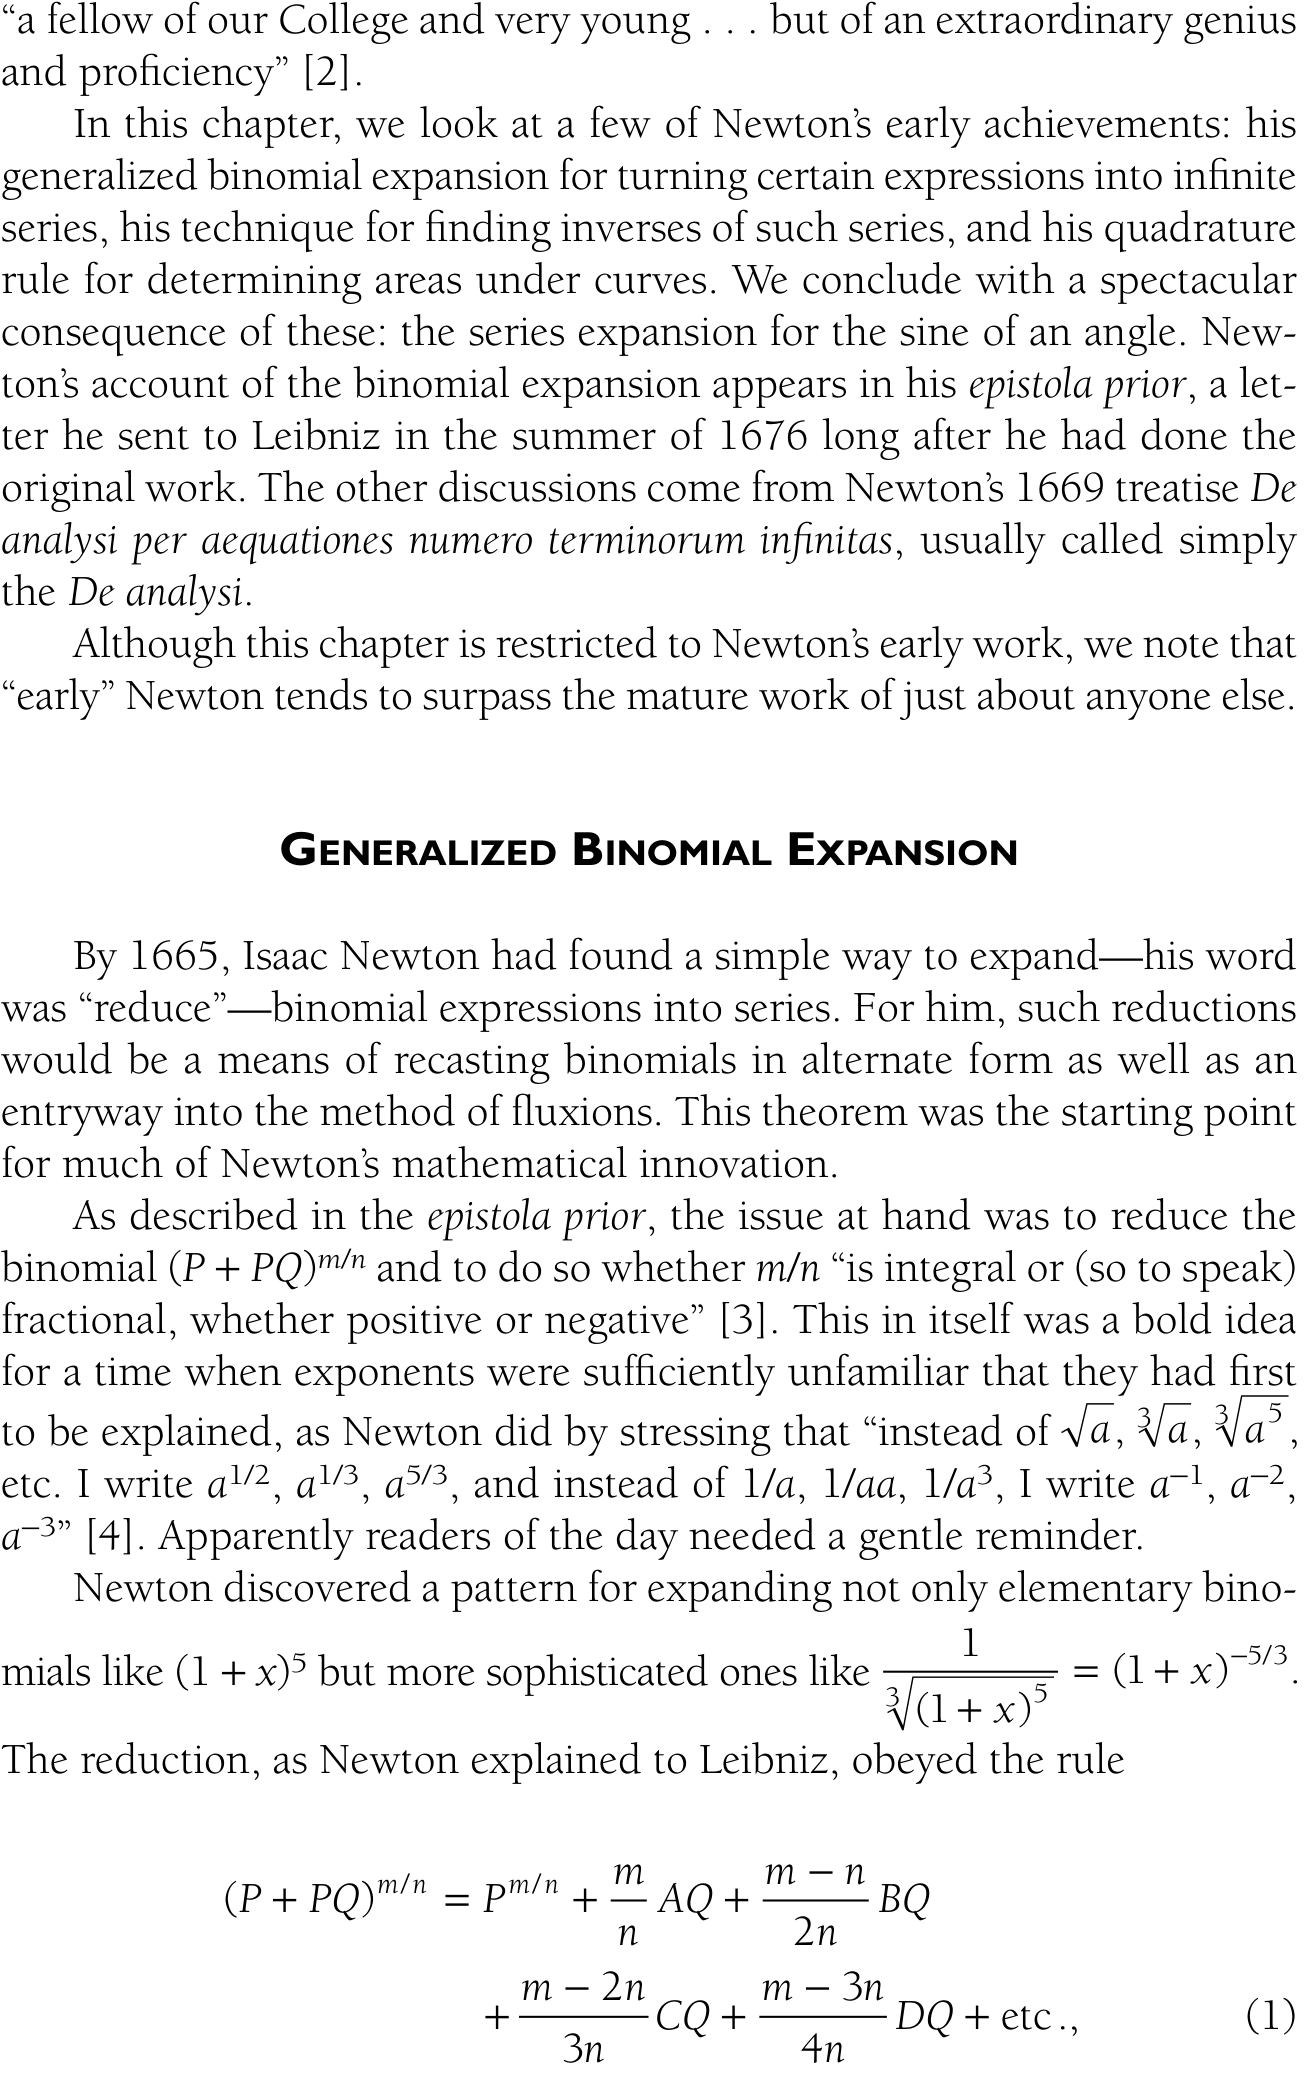 “a fellow of our College and very young . . . but of an extraordinary genius
and proficiency” [2].
In this chapter, we look at a few of Newton’s early achievements: his
generalized binomial expansion for turning certain expressions into infinite
series, his technique for finding inverses of such series, and his quadrature
rule for determining areas under curves. We conclude with a spectacular
consequence of these: the series expansion for the sine of an angle. New-
ton’s account of the binomial expansion appears in his epistola prior, a let-
ter he sent to Leibniz in the summer of 1676 long after he had done the
original work. The other discussions come from Newton’s 1669 treatise De
analysi per aequationes numero terminorum infinitas, usually called simply
the De analysi.
Although this chapter is restricted to Newton’s early work, we note that
“early” Newton tends to surpass the mature work of just about anyone else.
GENERALIZED BINOMIAL EXPANSION
By 1665, Isaac Newton had found a simple way to expand—his word
was “reduce”—binomial expressions into series. For him, such reductions
would be a means of recasting binomials in alternate form as well as an
entryway into the method of fluxions. This theorem was the starting point
for much of Newton’s mathematical innovation.
As described in the epistola prior, the issue at hand was to reduce the
binomial (P + PQ)^{m/n} and to do so whether m/n “is integral or (so to speak)
fractional, whether positive or negative” [3]. This in itself was a bold idea
for a time when exponents were sufficiently unfamiliar that they had first
to be explained, as Newton did by stressing that “instead of √a, ∛a, ∛a⁵,
etc. I write a^{1/2}, a^{1/3}, a^{5/3}, and instead of 1/a, 1/aa, 1/a³, I write a⁻¹, a⁻²,
a⁻³” [4]. Apparently readers of the day needed a gentle reminder.
Newton discovered a pattern for expanding not only elementary bino-
mials like (1 + x)⁵ but more sophisticated ones like \frac{1}{\sqrt[3]{(1 + x)^5}} = (1 + x)^{−5/3}.
The reduction, as Newton explained to Leibniz, obeyed the rule
(P + PQ)^{m/n} = P^{m/n} + \frac{m}{n} AQ + \frac{m − n}{2n} BQ
+ \frac{m − 2n}{3n} CQ + \frac{m − 3n}{4n} DQ + etc., (1)